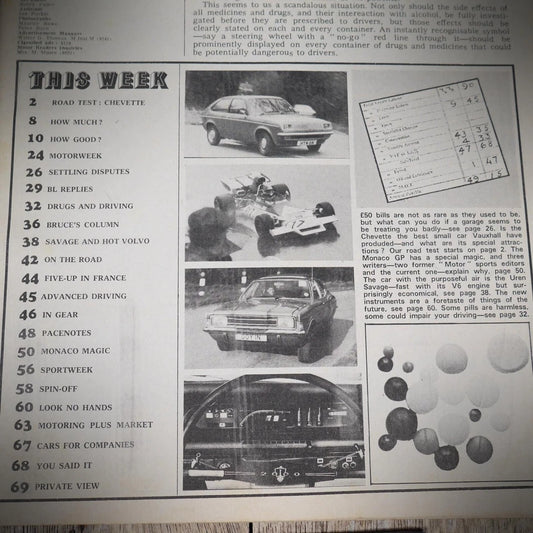 Advertisement Managers
This seems to us a scandalous situation. Not only should the side effects of
all medicines and drugs, and their intereaction with alcohol, be fully investi-
gated before they are prescribed to drivers, but those effects should be
clearly stated on each and every container. An instantly recognisable symbol
—say a steering wheel with a "no-go" red line through it—should be
prominently displayed on every container of drugs and medicines that could
be potentially dangerous to drivers.
THIS WEEK
2 ROAD TEST: CHEVETTE
8 HOW MUCH?
10 HOW GOOD?
24 MOTORWEEK
26 SETTLING DISPUTES
29 BL REPLIES
32 DRUGS AND DRIVING
36 BRUCE'S COLUMN
38 SAVAGE AND HOT VOLVO
42 ON THE ROAD
44 FIVE-UP IN FRANCE
45 ADVANCED DRIVING
46 IN GEAR
48 PACENOTES
50 MONACO MAGIC
56 SPORTWEEK
58 SPIN-OFF
60 LOOK NO HANDS
63 MOTORING PLUS MARKET
67 CARS FOR COMPANIES
68 YOU SAID IT
69 PRIVATE VIEW
£50 bills are not as rare as they used to be,
but what can you do if a garage seems to
be treating you badly—see page 26. Is the
Chevette the best small car Vauxhall have
produded—and what are its special attrac-
tions? Our road test starts on page 2. The
Monaco GP has a special magic, and three
writers—two former "Motor" sports editors
and the current one—explain why, page 50.
The car with the purposeful air is the Uren
Savage—fast with its V6 engine but sur-
prisingly economical, see page 38. The new
instruments are a foretaste of things of the
future, see page 60. Some pills are harmless,
some could impair your driving—see page 32.